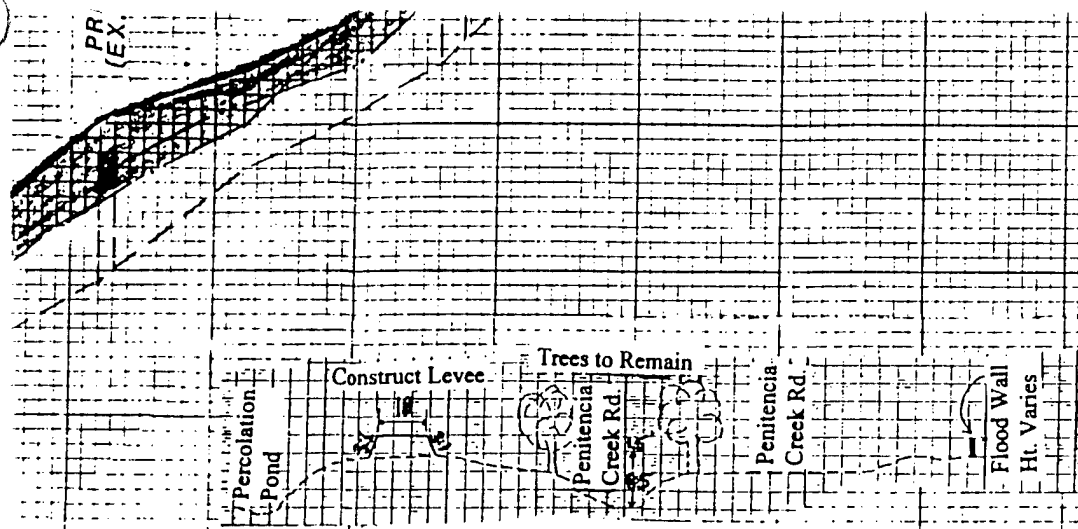 PR
(EX.
Trees to Remain
Construct Levee
Percolation
Pond
18
Penitencia
Creek Rd.
Penitencia
Creek Rd.
Flood Wall
Ht. Varies